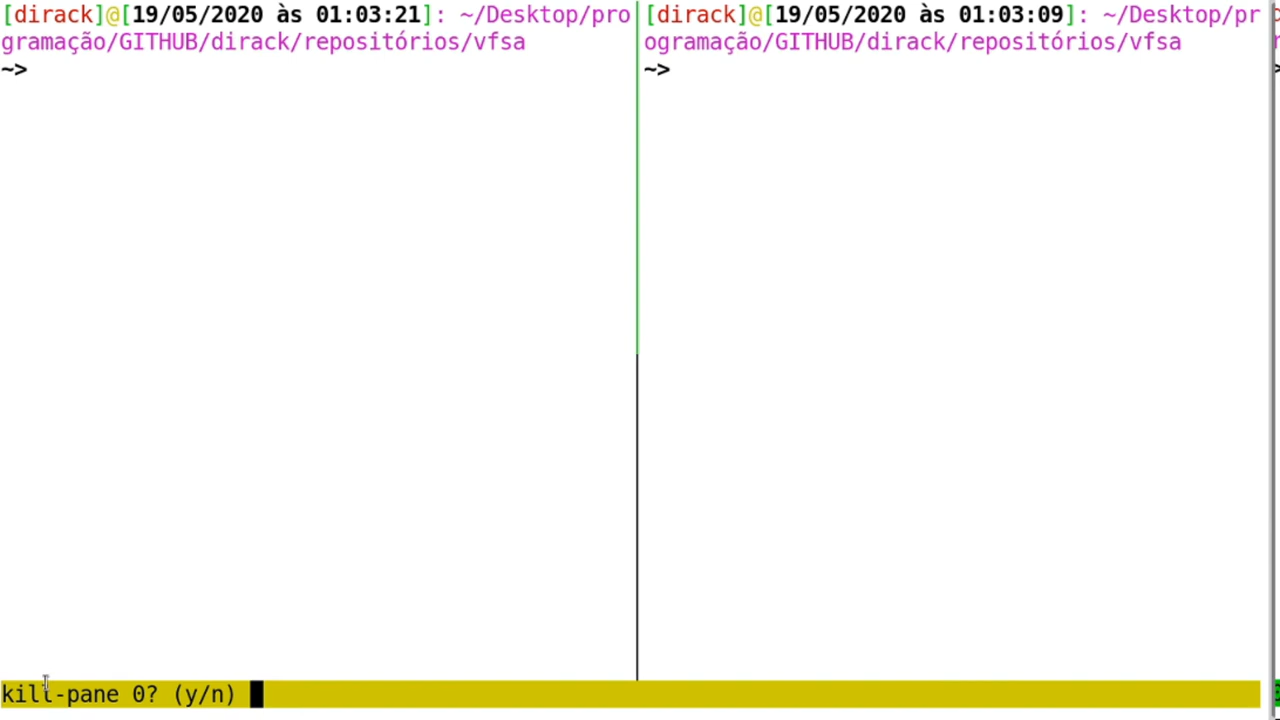 [dirack]@[19/05/2020 às 01:03:21]: ~/Desktop/pro
gramação/GITHUB/dirack/repositórios/vfsa
~>
[dirack]@[19/05/2020 às 01:03:09]: ~/Desktop/pr
ogramação/GITHUB/dirack/repositórios/vfsa
~>
kill-pane 0? (y/n)